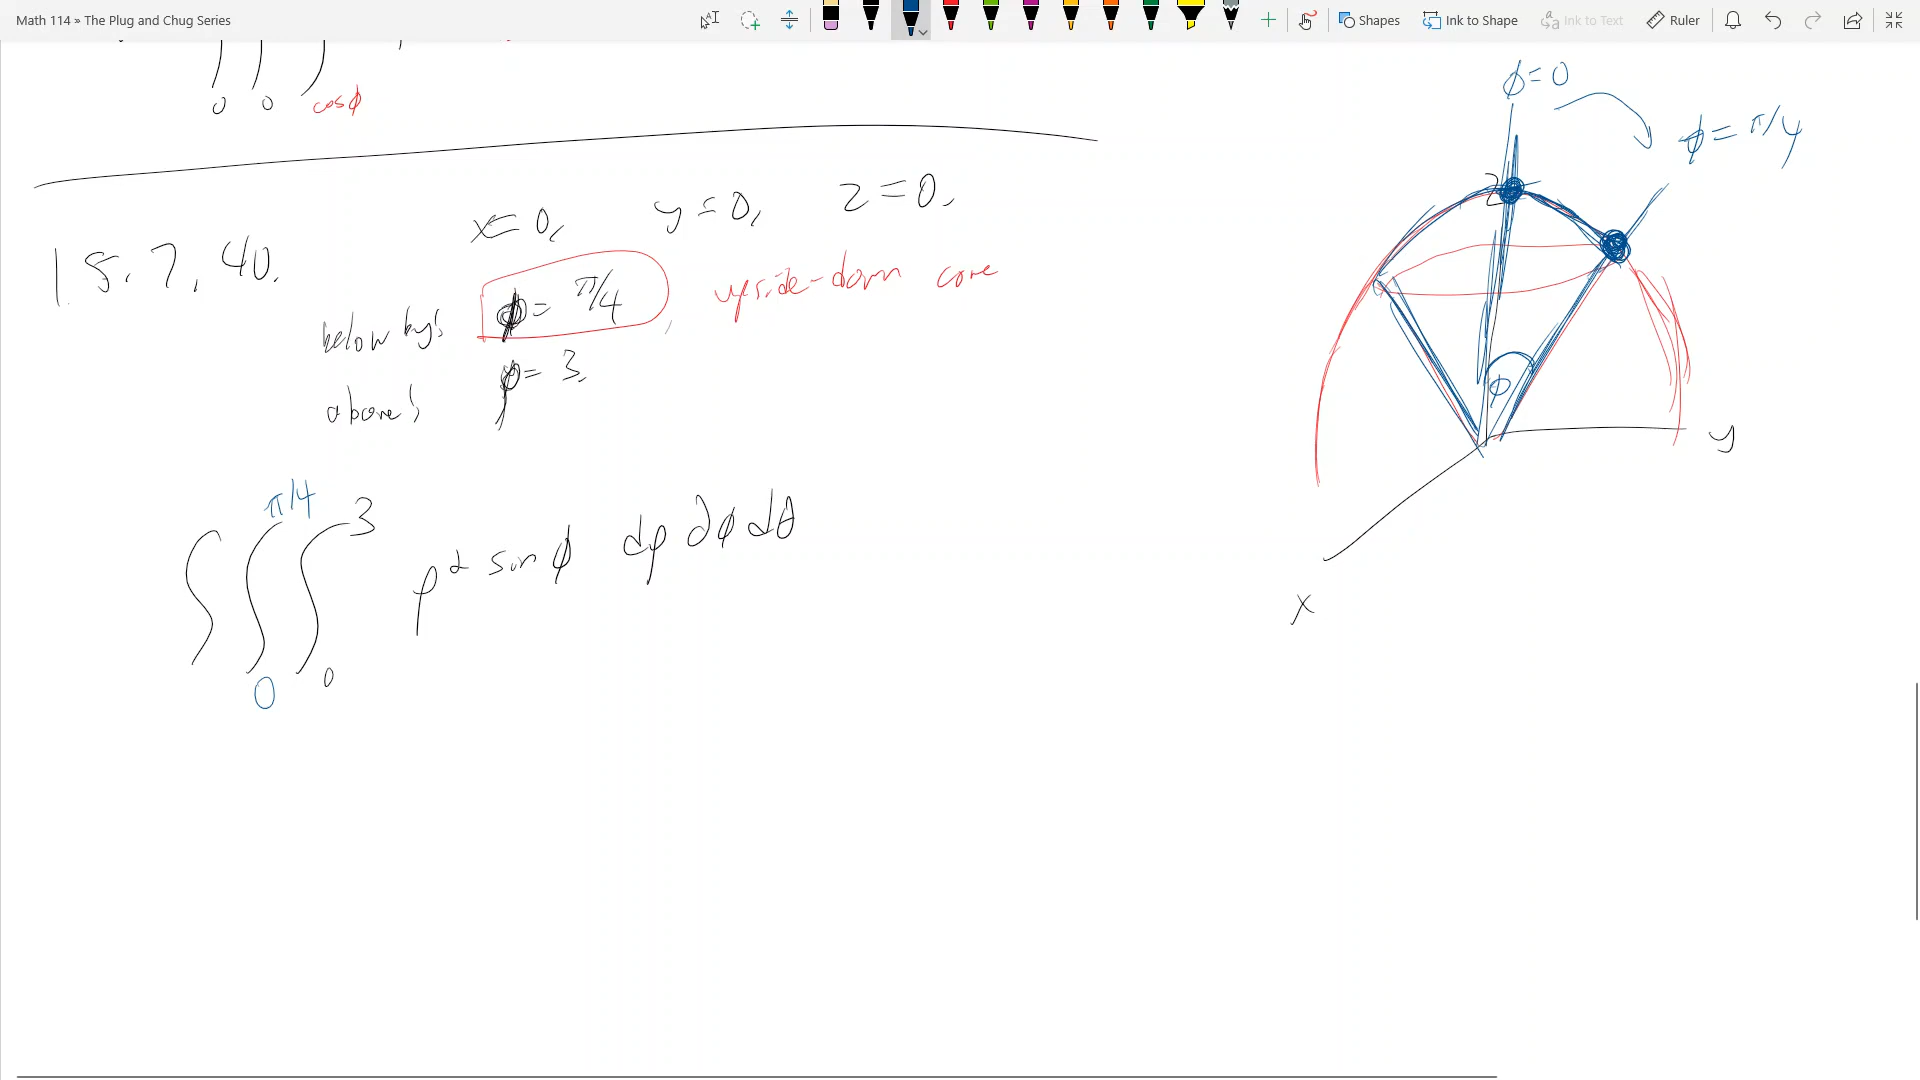 Math 114 » The Plug and Chug Series
Shapes
Ink to Shape
Ink to Text
Ruler
0 0 cosϕ
15.7, 40.
x=0, y=0, z=0,
below by: ϕ= π/4 upside-down cone
above: ρ= 3.
∫∫∫ ρ² sin ϕ dρ dϕ dθ
π/4 3
0 0
ϕ=0
ϕ= π/4
z
ϕ
y
x